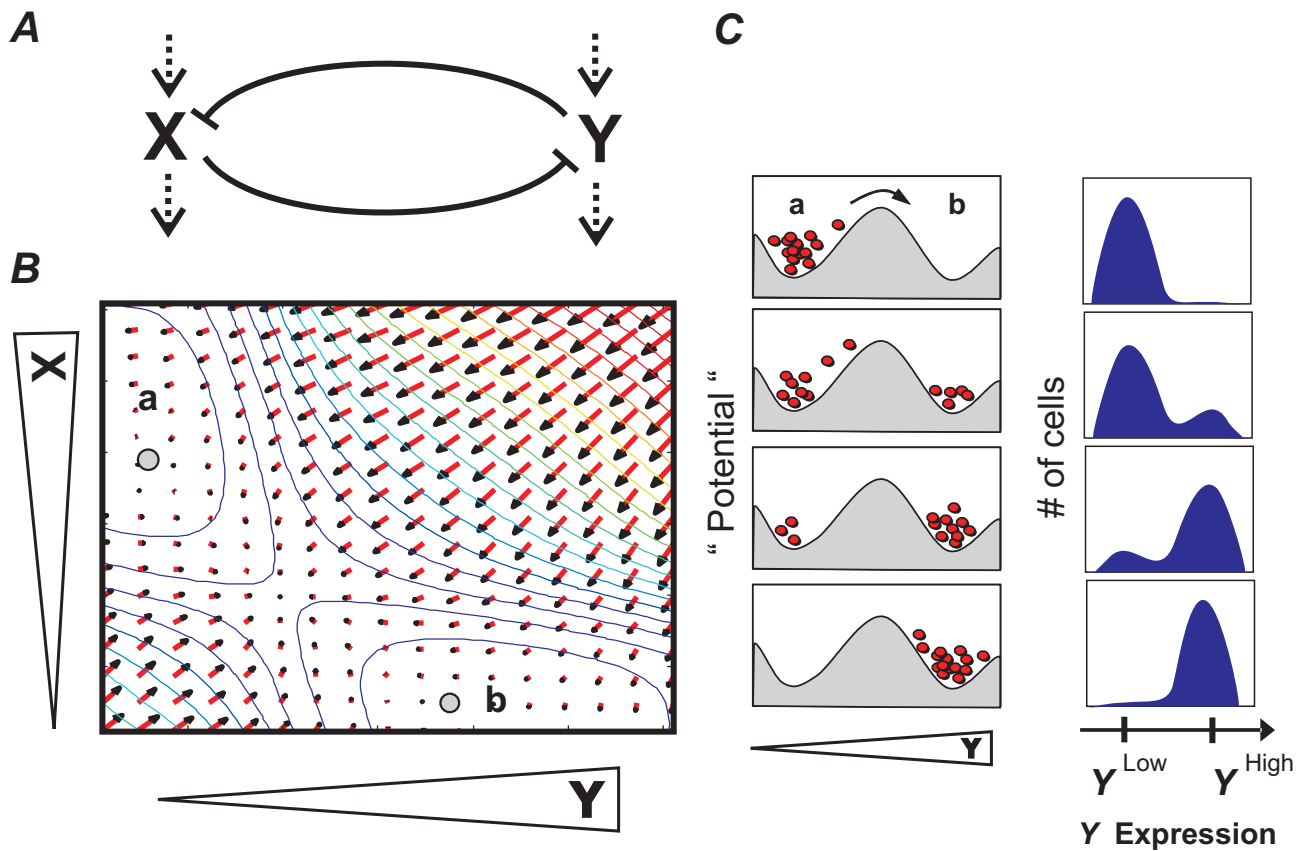 A
X
Y
B
X
a
b
Y
C
a
b
“ Potential “
Y
# of cells
Y Low
Y High
Y Expression